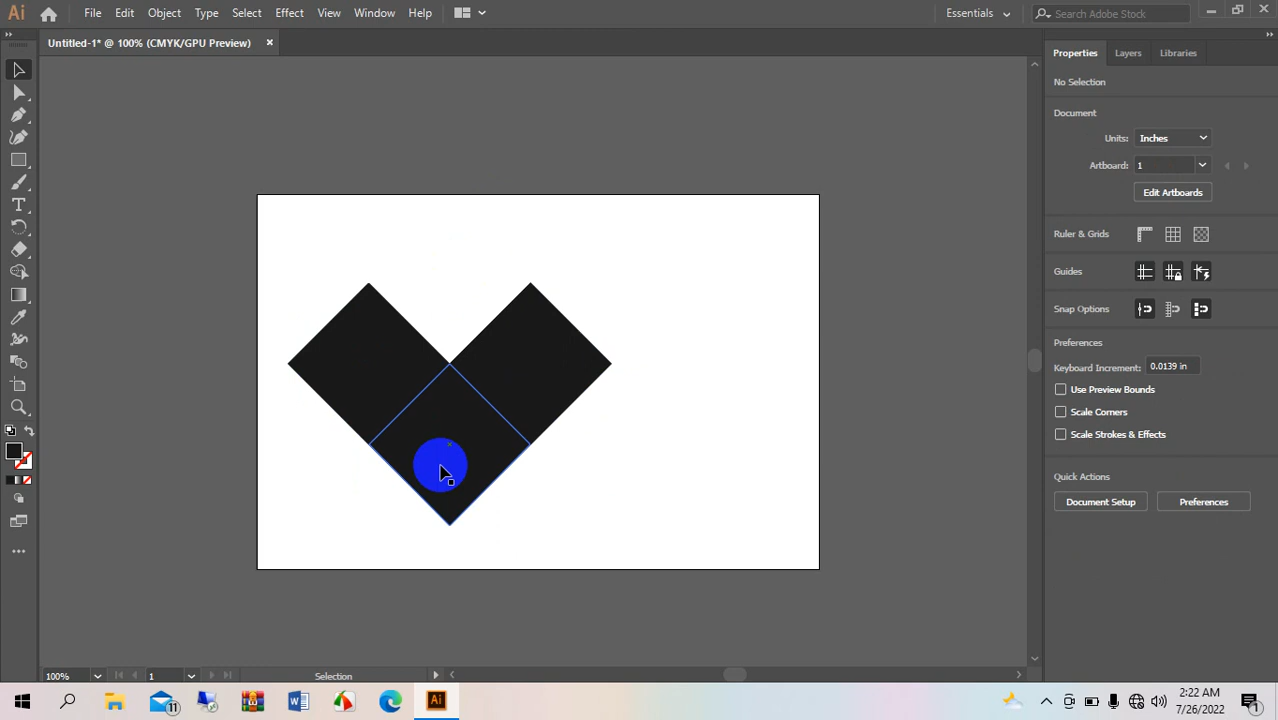 Ai File Edit Object Type Select Effect View Window Help Essentials Search Adobe Stock
Untitled-1* @ 100% (CMYK/GPU Preview) ×
Properties Layers Libraries
No Selection
Document
Units: Inches
Artboard: 1
Edit Artboards
Ruler & Grids
Guides
Snap Options
Preferences
Keyboard Increment: 0.0139 in
Use Preview Bounds
Scale Corners
Scale Strokes & Effects
Quick Actions
Document Setup Preferences
100% 1 Selection
11 W Ai
2:22 AM
7/26/2022 1